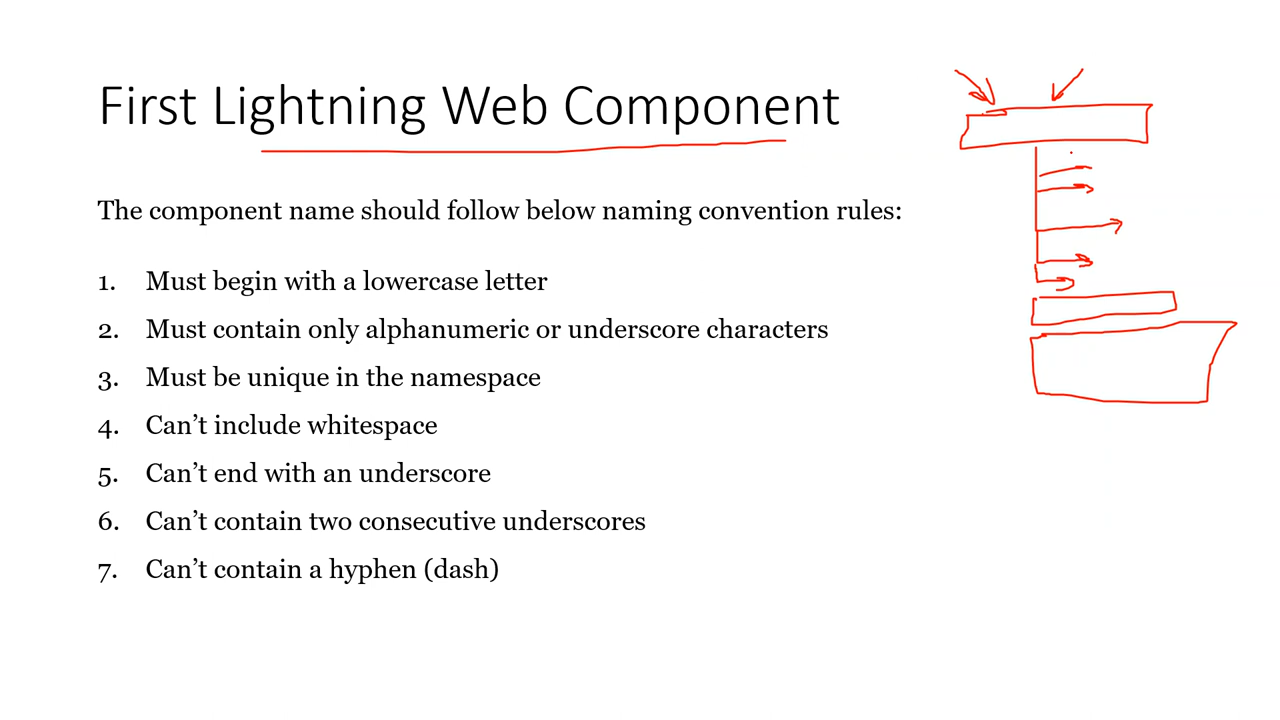 First Lightning Web Component
The component name should follow below naming convention rules:
1. Must begin with a lowercase letter
2. Must contain only alphanumeric or underscore characters
3. Must be unique in the namespace
4. Can’t include whitespace
5. Can’t end with an underscore
6. Can’t contain two consecutive underscores
7. Can’t contain a hyphen (dash)